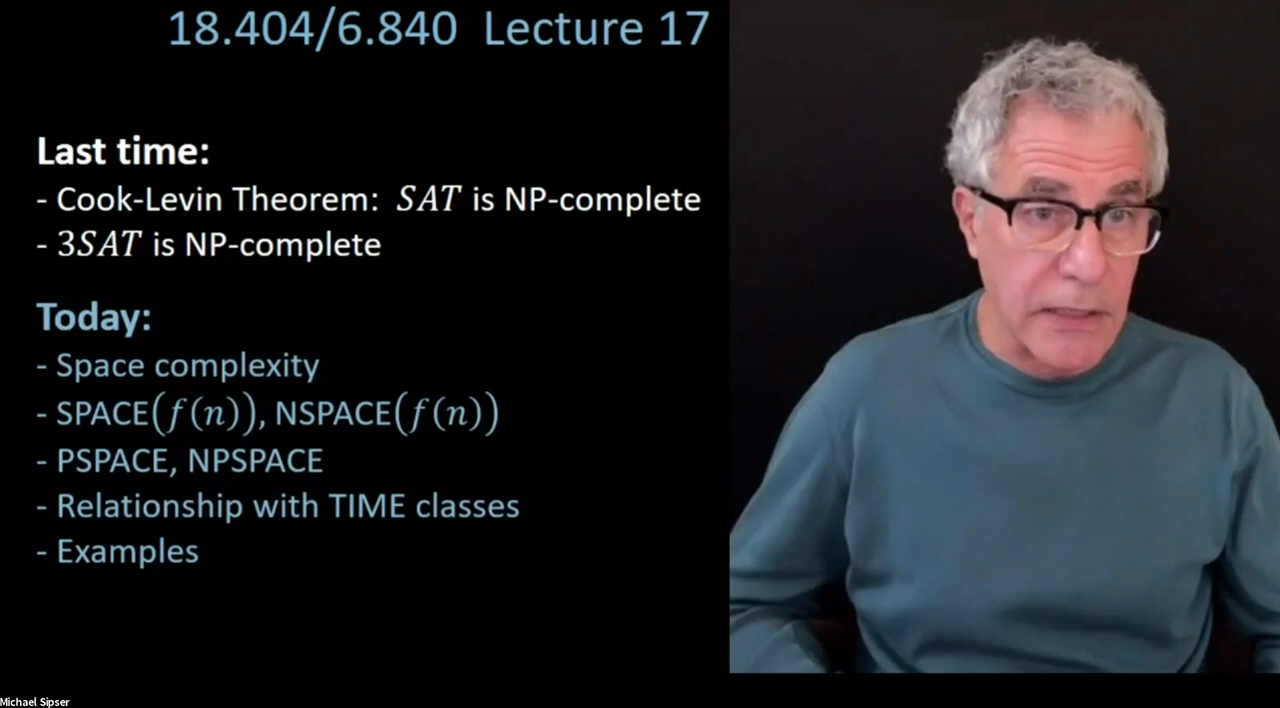 18.404/6.840 Lecture 17
Last time:
- Cook-Levin Theorem: SAT is NP-complete
- 3SAT is NP-complete
Today:
- Space complexity
- SPACE(f(n)), NSPACE(f(n))
- PSPACE, NPSPACE
- Relationship with TIME classes
- Examples
Michael Sipser